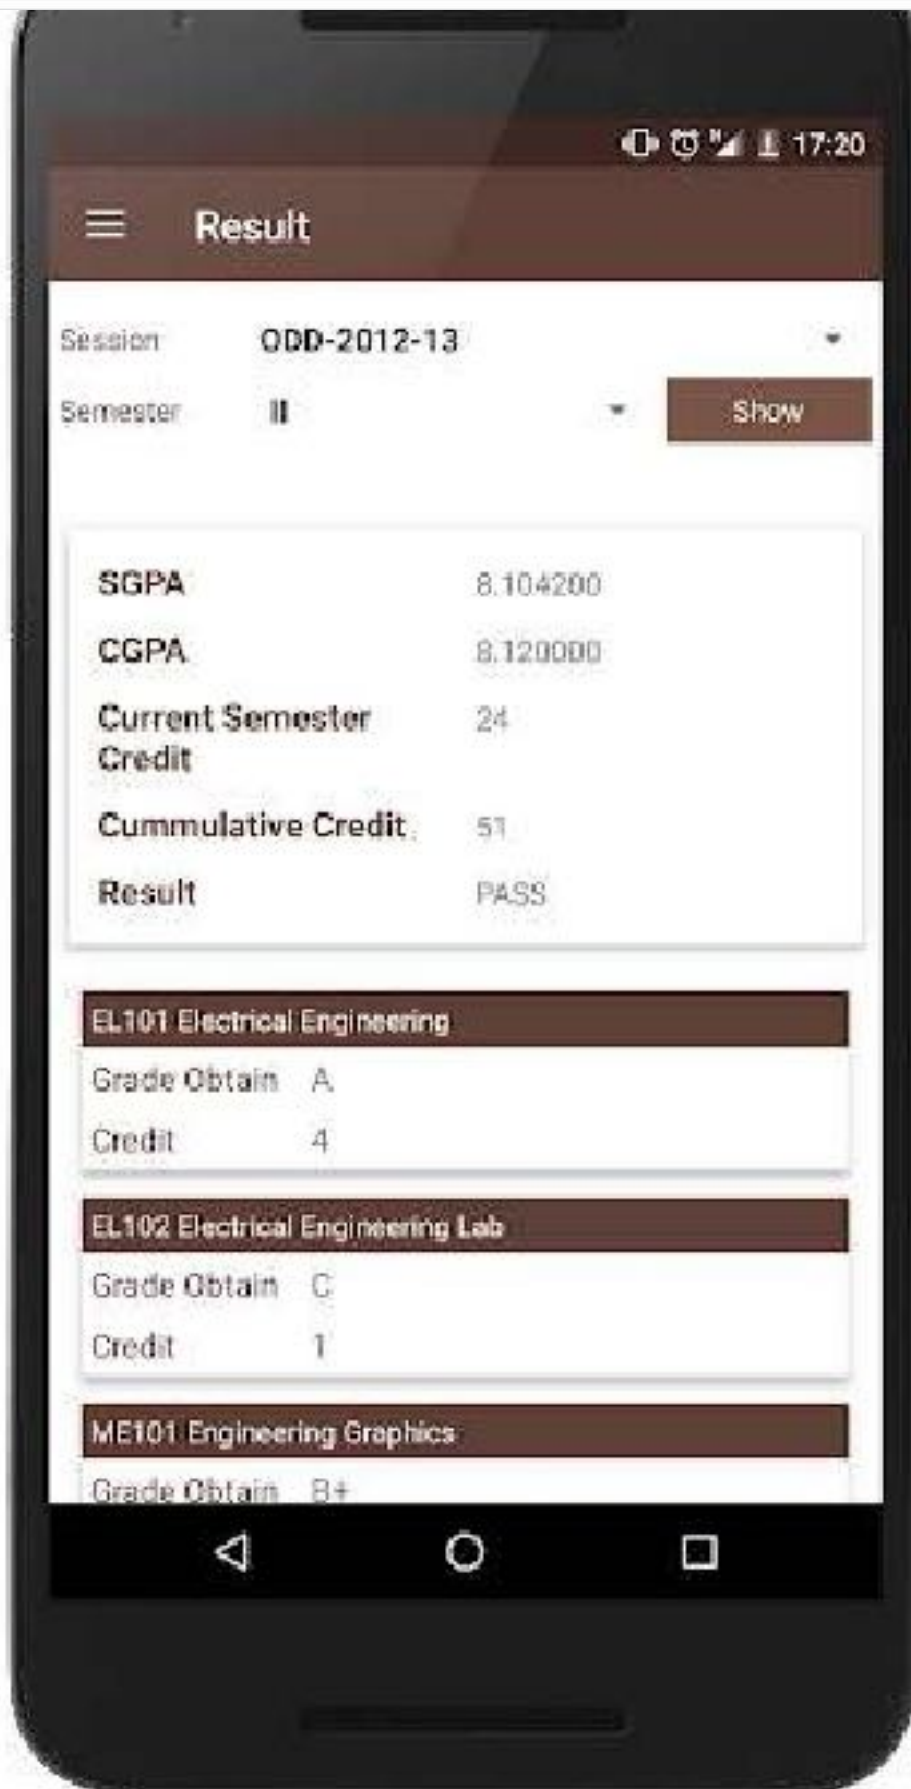 17:20
Result
Session ODD-2012-13
Semester II
Show
SGPA 8.104200
CGPA 8.120000
Current Semester 24
Credit
Cummulative Credit 51
Result PASS
EL101 Electrical Engineering
Grade Obtain A
Credit 4
EL102 Electrical Engineering Lab
Grade Obtain C
Credit 1
ME101 Engineering Graphics
Grade Obtain B+